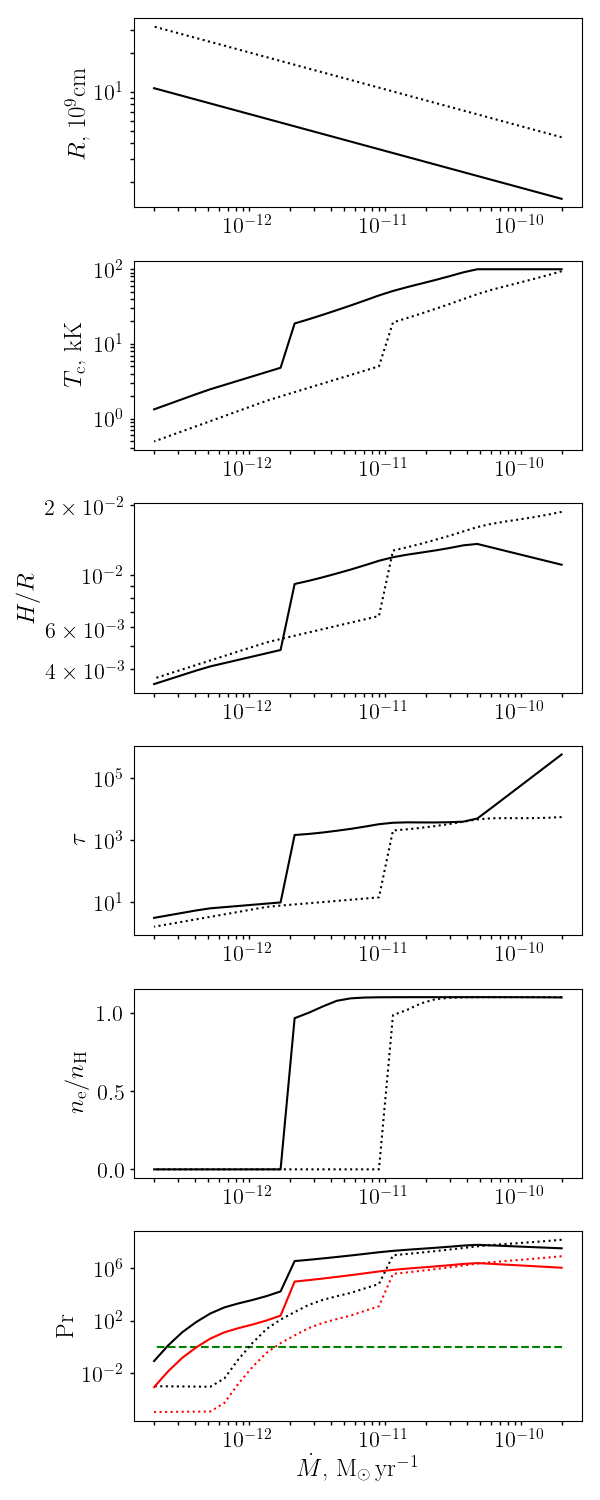 R, 10⁹cm
10¹
10⁻¹² 10⁻¹¹ 10⁻¹⁰
T_c, kK
10²
10¹
10⁰
10⁻¹² 10⁻¹¹ 10⁻¹⁰
H/R
2 × 10⁻²
10⁻²
6 × 10⁻³
4 × 10⁻³
10⁻¹² 10⁻¹¹ 10⁻¹⁰
τ
10⁵
10³
10¹
10⁻¹² 10⁻¹¹ 10⁻¹⁰
n_e/n_H
1.0
0.5
0.0
10⁻¹² 10⁻¹¹ 10⁻¹⁰
Pr
10⁶
10²
10⁻²
10⁻¹² 10⁻¹¹ 10⁻¹⁰
Ṁ, M_⊙ yr⁻¹